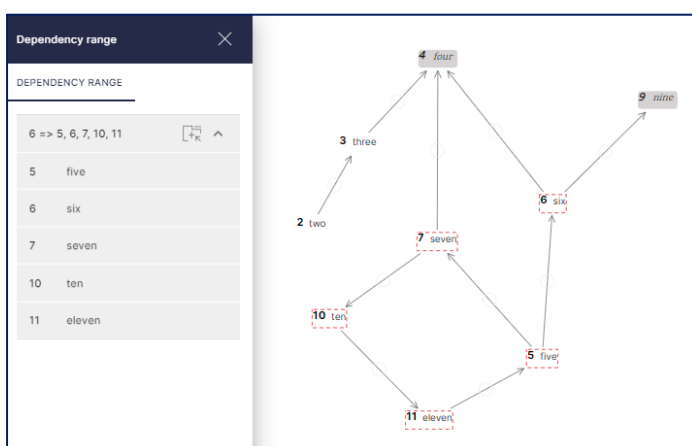 Dependency range
DEPENDENCY RANGE
6 => 5, 6, 7, 10, 11
5 five
6 six
7 seven
10 ten
11 eleven
4 four
9 nine
3 three
6 six
2 two
7 seven
10 ten
5 five
11 eleven